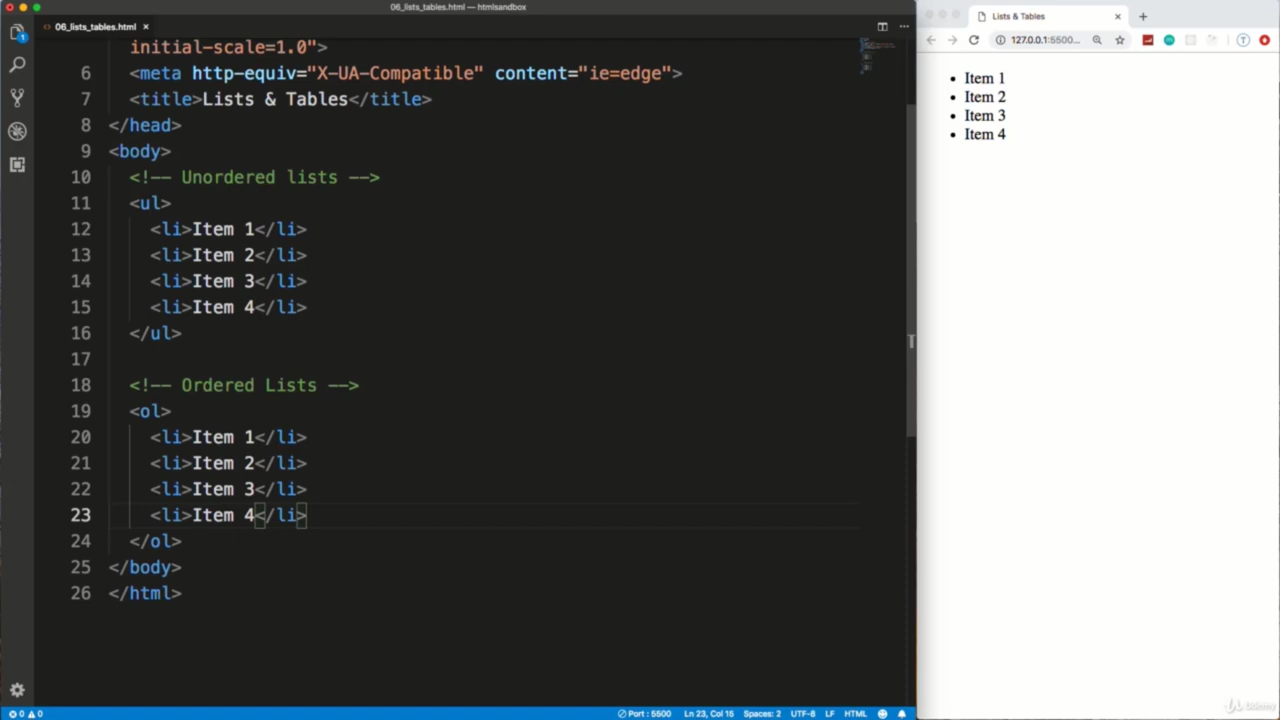 06_lists_tables.html — htmlsandbox
06_lists_tables.html ×
initial-scale=1.0">
6 <meta http-equiv="X-UA-Compatible" content="ie=edge">
7 <title>Lists & Tables</title>
8 </head>
9 <body>
10 <!-- Unordered lists -->
11 <ul>
12 <li>Item 1</li>
13 <li>Item 2</li>
14 <li>Item 3</li>
15 <li>Item 4</li>
16 </ul>
17
18 <!-- Ordered Lists -->
19 <ol>
20 <li>Item 1</li>
21 <li>Item 2</li>
22 <li>Item 3</li>
23 <li>Item 4</li>
24 </ol>
25 </body>
26 </html>
1
0 0 Port : 5500 Ln 23, Col 15 Spaces: 2 UTF-8 LF HTML
Lists & Tables
127.0.0.1:5500...
T
• Item 1
• Item 2
• Item 3
• Item 4
Udemy